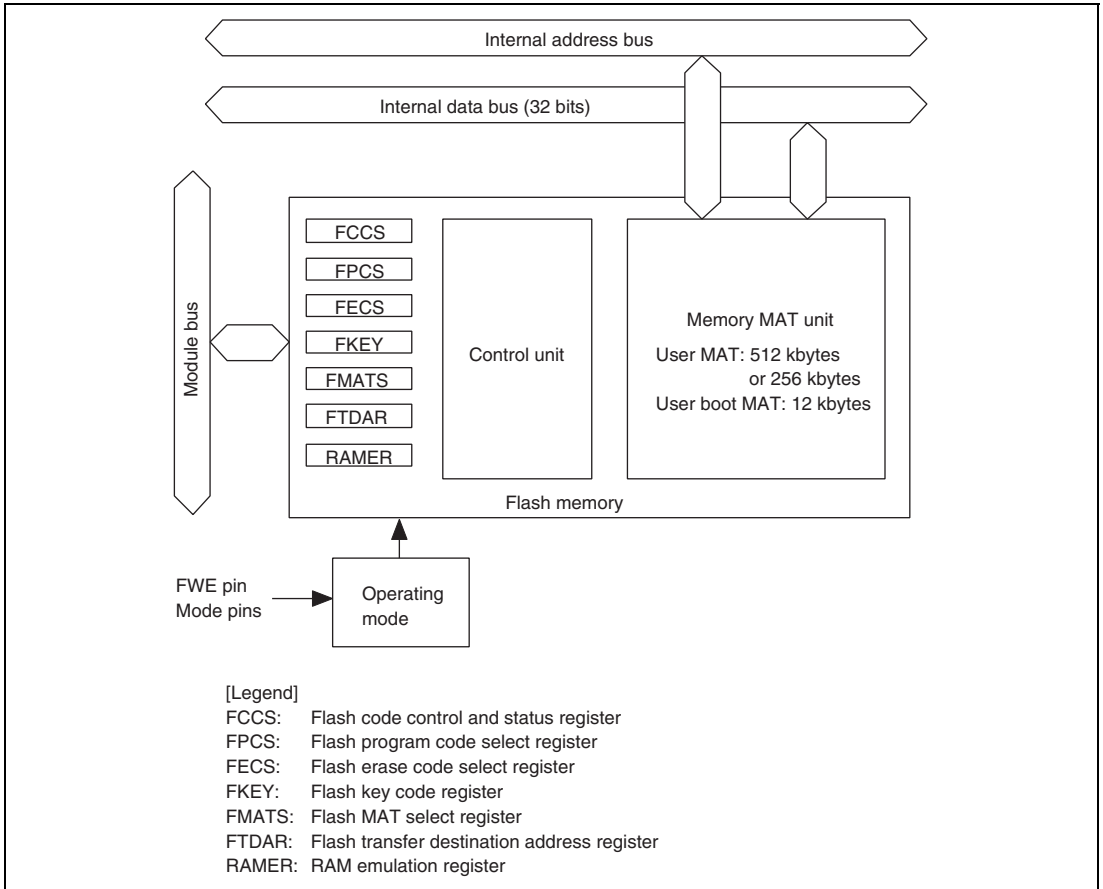 Internal address bus
Internal data bus (32 bits)
Module bus
FCCS
FPCS
FECS
FKEY
FMATS
FTDAR
RAMER
Control unit
Memory MAT unit
User MAT: 512 kbytes
or 256 kbytes
User boot MAT: 12 kbytes
Flash memory
FWE pin
Mode pins
Operating
mode
[Legend]
FCCS: Flash code control and status register
FPCS: Flash program code select register
FECS: Flash erase code select register
FKEY: Flash key code register
FMATS: Flash MAT select register
FTDAR: Flash transfer destination address register
RAMER: RAM emulation register